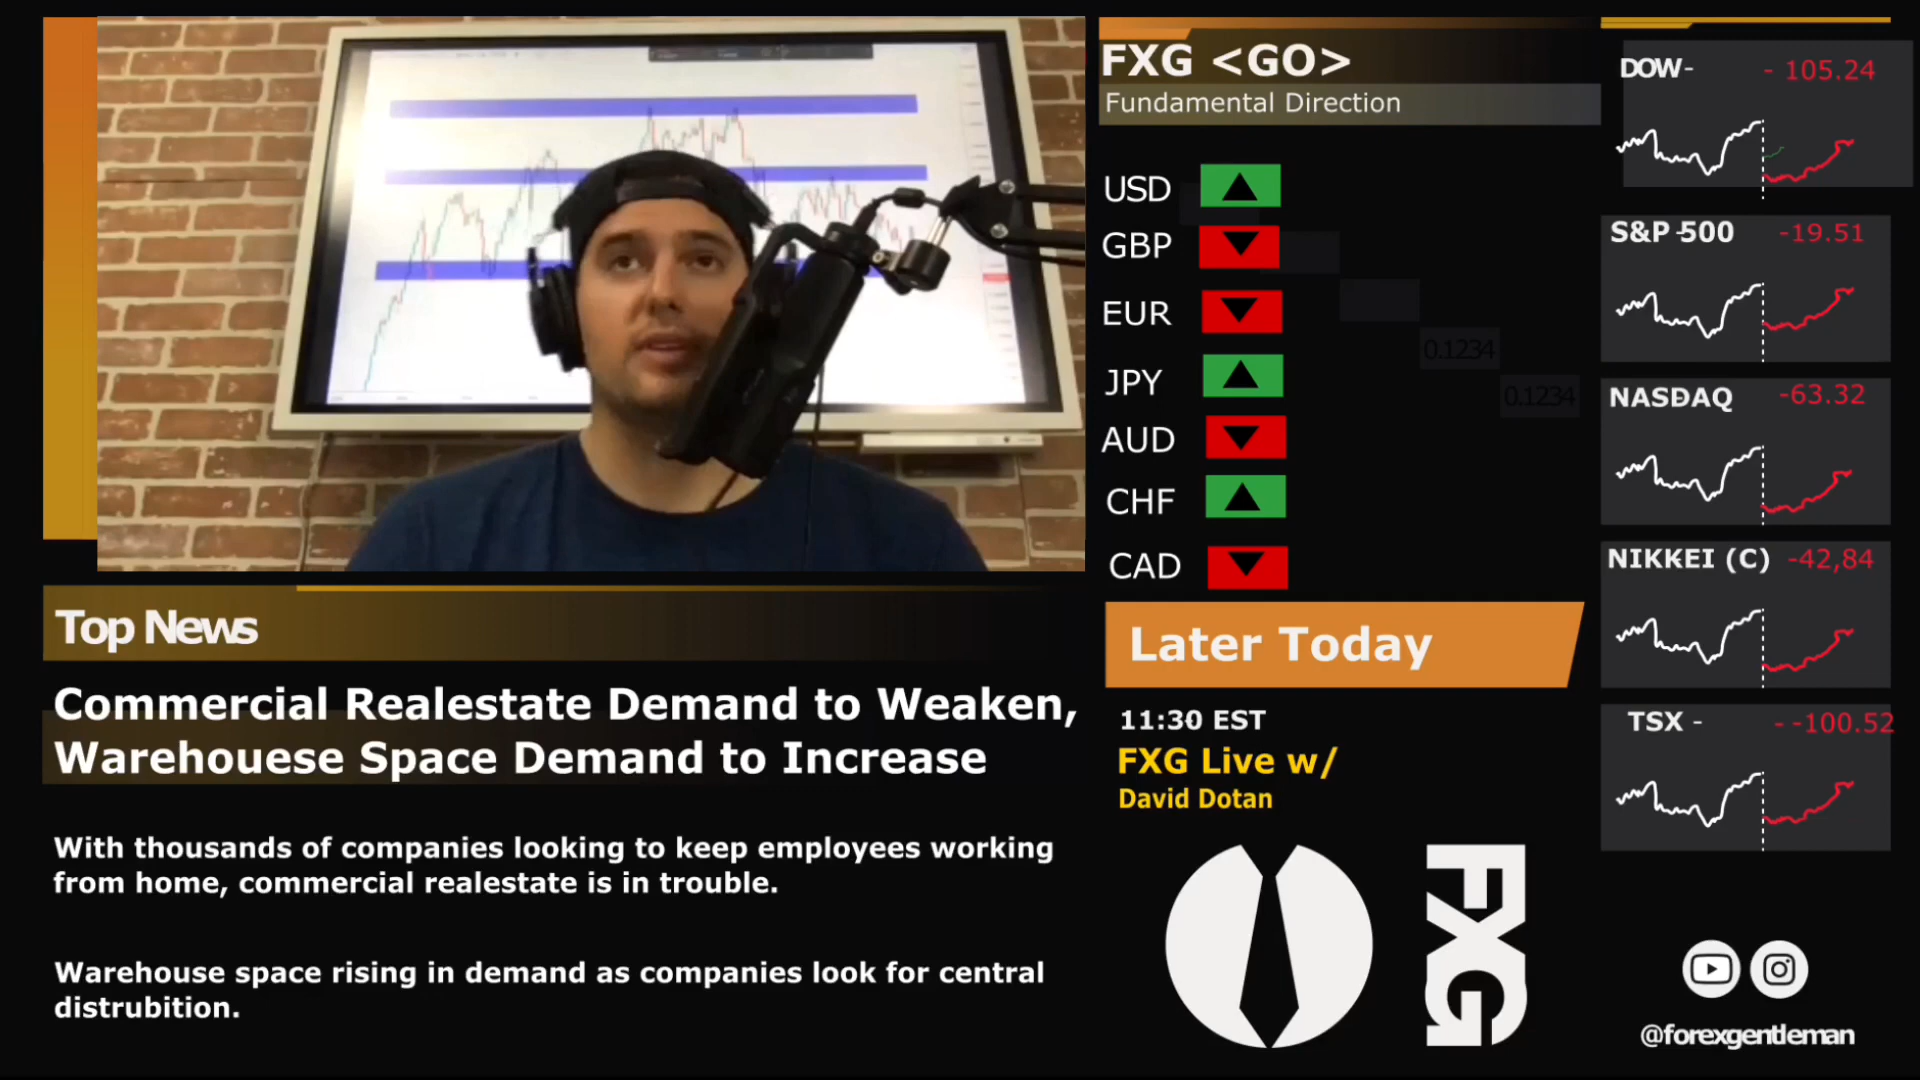 FXG <GO>
Fundamental Direction
USD
GBP
EUR
JPY
AUD
CHF
CAD
0.1234
0.1234
DOW-
- 105.24
S&P -500
-19.51
NASDAQ
-63.32
NIKKEI (C)
-42,84
TSX -
- -100.52
Top News
Commercial Realestate Demand to Weaken,
Warehouese Space Demand to Increase
With thousands of companies looking to keep employees working
from home, commercial realestate is in trouble.
Warehouse space rising in demand as companies look for central
distrubition.
Later Today
11:30 EST
FXG Live w/
David Dotan
FXG
@forexgentleman